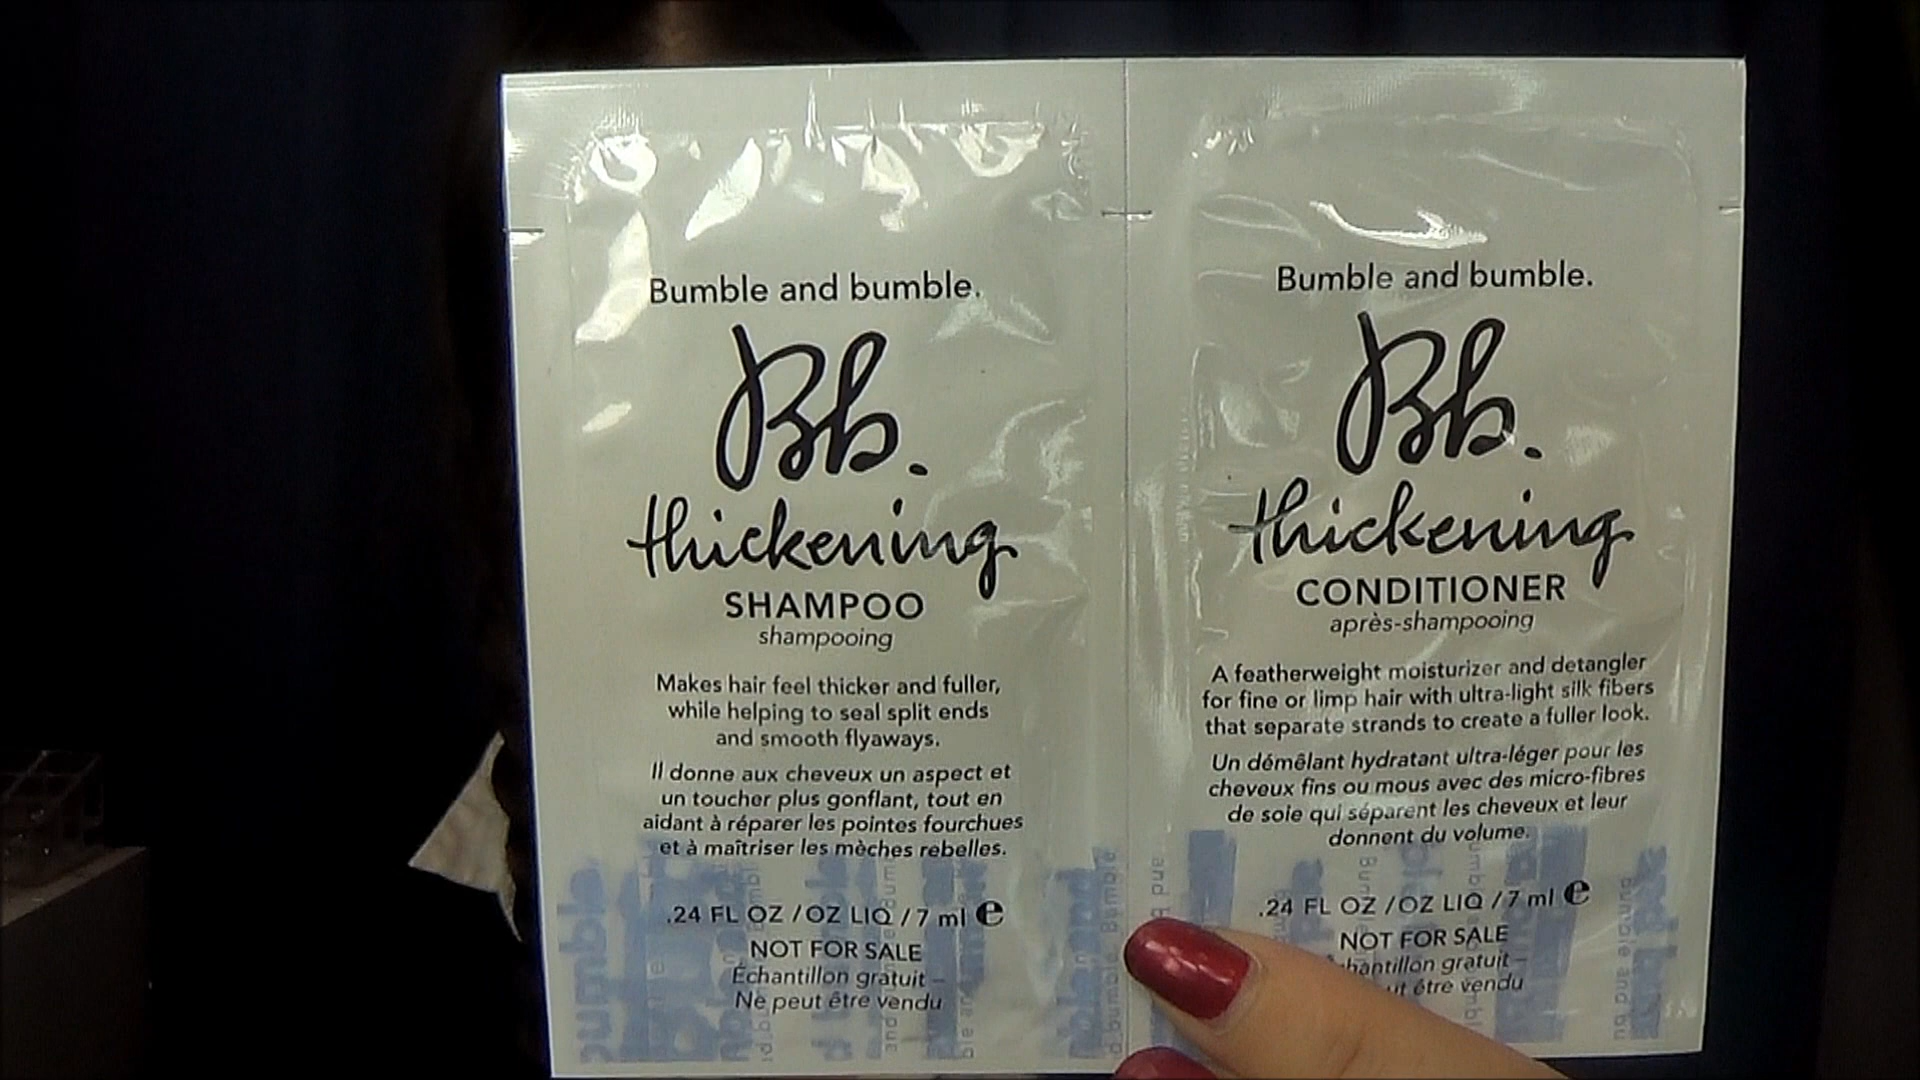 Bumble and bumble.
Bb.
thickening
SHAMPOO
shampooing
Makes hair feel thicker and fuller,
while helping to seal split ends
and smooth flyaways.
Il donne aux cheveux un aspect et
un toucher plus gonflant, tout en
aidant à réparer les pointes fourchues
et à maîtriser les mèches rebelles.
.24 FL OZ / OZ LIQ / 7 ml ℮
NOT FOR SALE
Échantillon gratuit –
Ne peut être vendu
Bumble and bumble.
Bb.
thickening
CONDITIONER
après-shampooing
A featherweight moisturizer and detangler
for fine or limp hair with ultra-light silk fibers
that separate strands to create a fuller look.
Un démêlant hydratant ultra-léger pour les
cheveux fins ou mous avec des micro-fibres
de soie qui séparent les cheveux et leur
donnent du volume.
.24 FL OZ / OZ LIQ / 7 ml ℮
NOT FOR SALE
gratuit –
être vendu